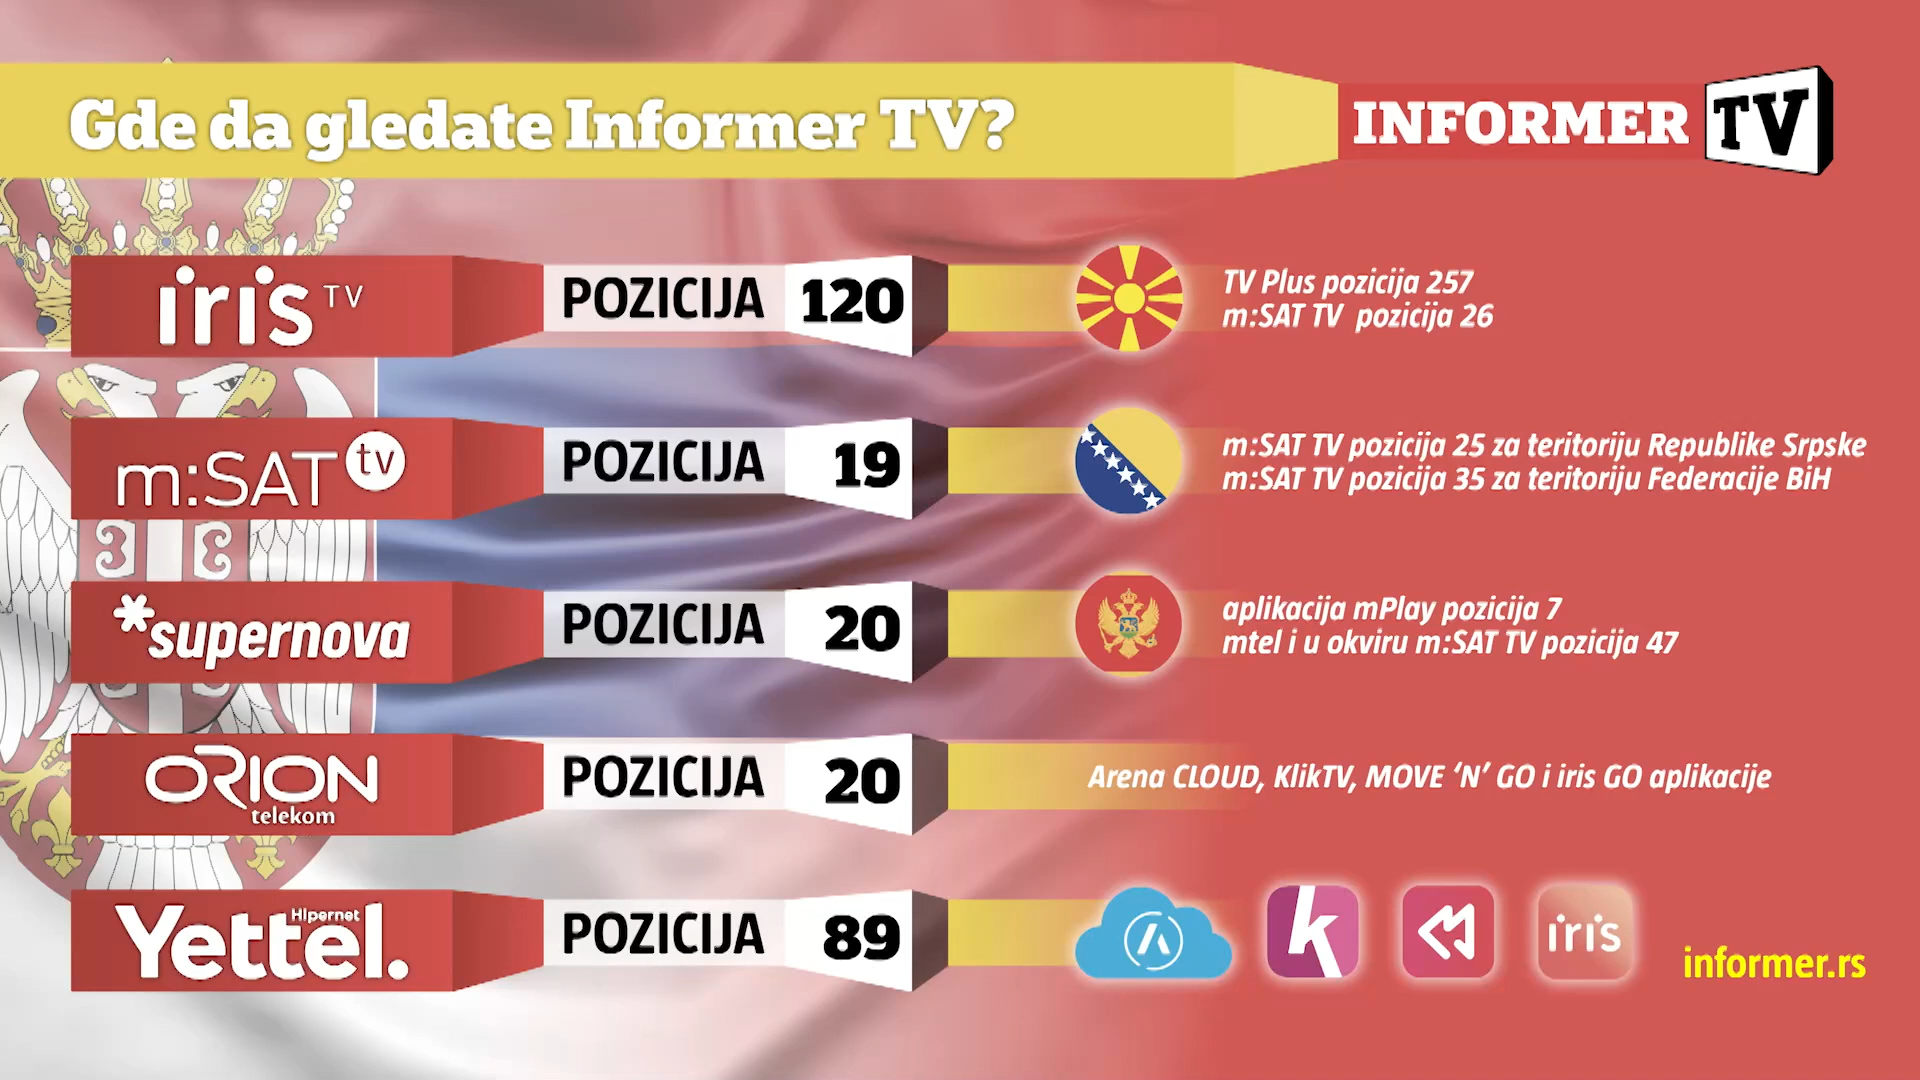 Gde da gledate Informer TV?
INFORMER TV
iris TV
POZICIJA 120
TV Plus pozicija 257
m:SAT TV pozicija 26
m:SAT tv
POZICIJA 19
m:SAT TV pozicija 25 za teritoriju Republike Srpske
m:SAT TV pozicija 35 za teritoriju Federacije BiH
*supernova
POZICIJA 20
aplikacija mPlay pozicija 7
mtel i u okviru m:SAT TV pozicija 47
ORION
telekom
POZICIJA 20
Arena CLOUD, KlikTV, MOVE ‘N’ GO i iris GO aplikacije
Hipernet
Yettel.
POZICIJA 89
k
iris
informer.rs